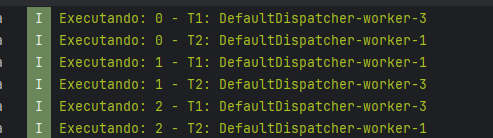 a I Executando: 0 - T1: DefaultDispatcher-worker-3
a I Executando: 0 - T2: DefaultDispatcher-worker-1
a I Executando: 1 - T1: DefaultDispatcher-worker-1
a I Executando: 1 - T2: DefaultDispatcher-worker-3
a I Executando: 2 - T1: DefaultDispatcher-worker-3
a I Executando: 2 - T2: DefaultDispatcher-worker-1